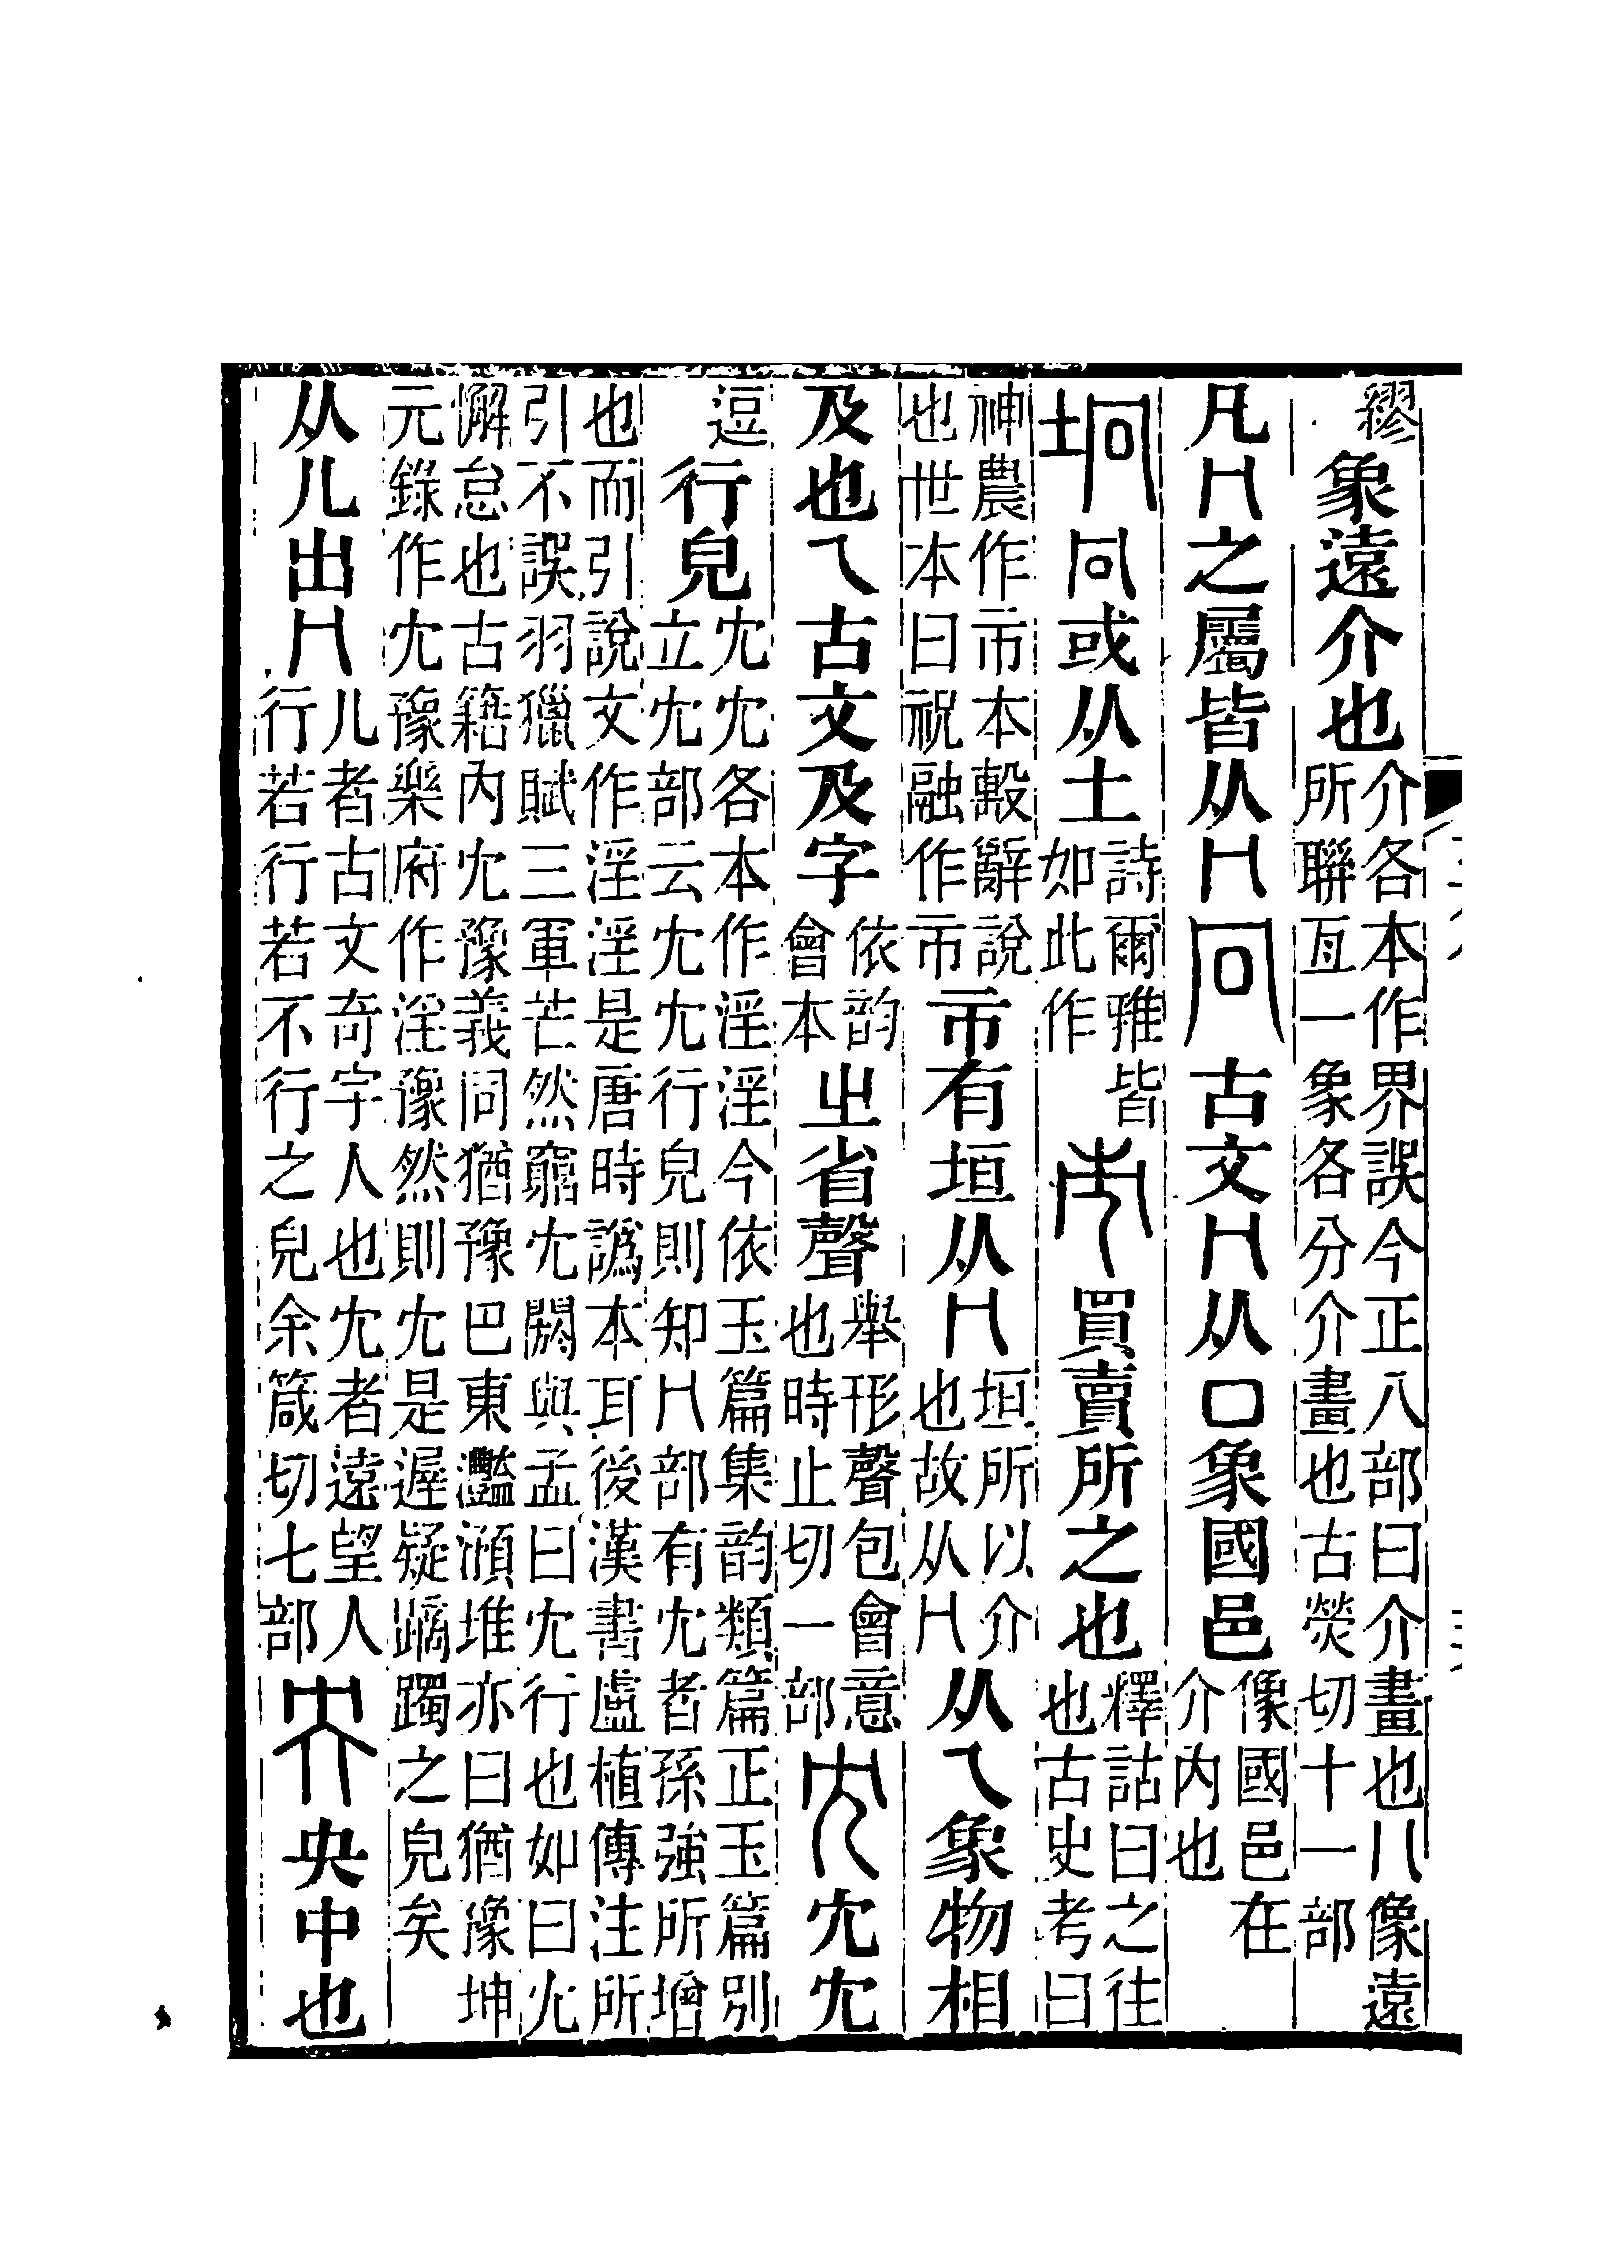 繆象遠介也介各本作界誤今正八部曰介畫也八像遠所聯亙一象各分介畫也古熒切十一部
凡冂之屬皆从冂冋古文冂从口象國邑像國邑在介内也
坰冋或从土詩爾雅皆如此作巿買賣所之也釋詁曰之往也古史考曰
神農作市本毄辭說也世本曰祝融作市市有垣从冂垣所以介也故从冂从乁象物相
及也乁古文及字依韵會本㞢省聲舉形聲包會意也時止切一部冘冘冘
逗行皃冘冘各本作淫淫今依玉篇集韵類篇正玉篇別立冘部云冘冘行皃則知冂部有冘者孫強所增
也而引說文作淫淫是唐時譌本耳後漢書盧植傳注所引不誤羽獵賦三軍芒然窮冘閼與孟曰冘行也如曰冘
懈怠也古籍內冘豫義同猶豫巴東灩澦堆亦曰猶豫坤元錄作冘豫樂府作淫豫然則冘是遲疑蹢躅之皃矣
从儿出冂儿者古文奇字人也冘者遠望人行若行若不行之皃余箴切七部央央中也